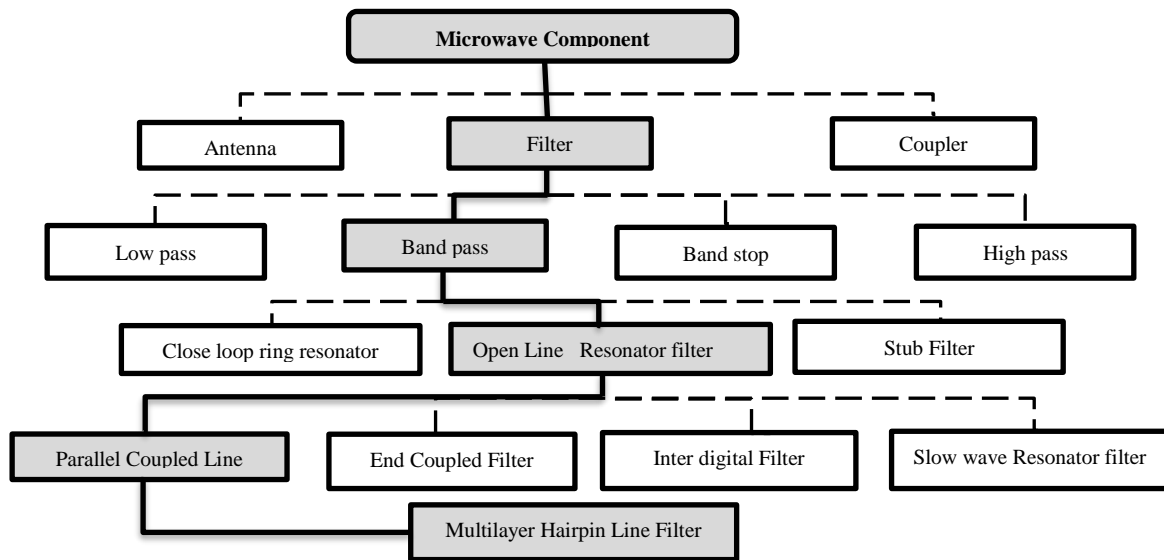 Microwave Component
Antenna
Filter
Coupler
Low pass
Band pass
Band stop
High pass
Close loop ring resonator
Open Line Resonator filter
Stub Filter
Parallel Coupled Line
End Coupled Filter
Inter digital Filter
Slow wave Resonator filter
Multilayer Hairpin Line Filter